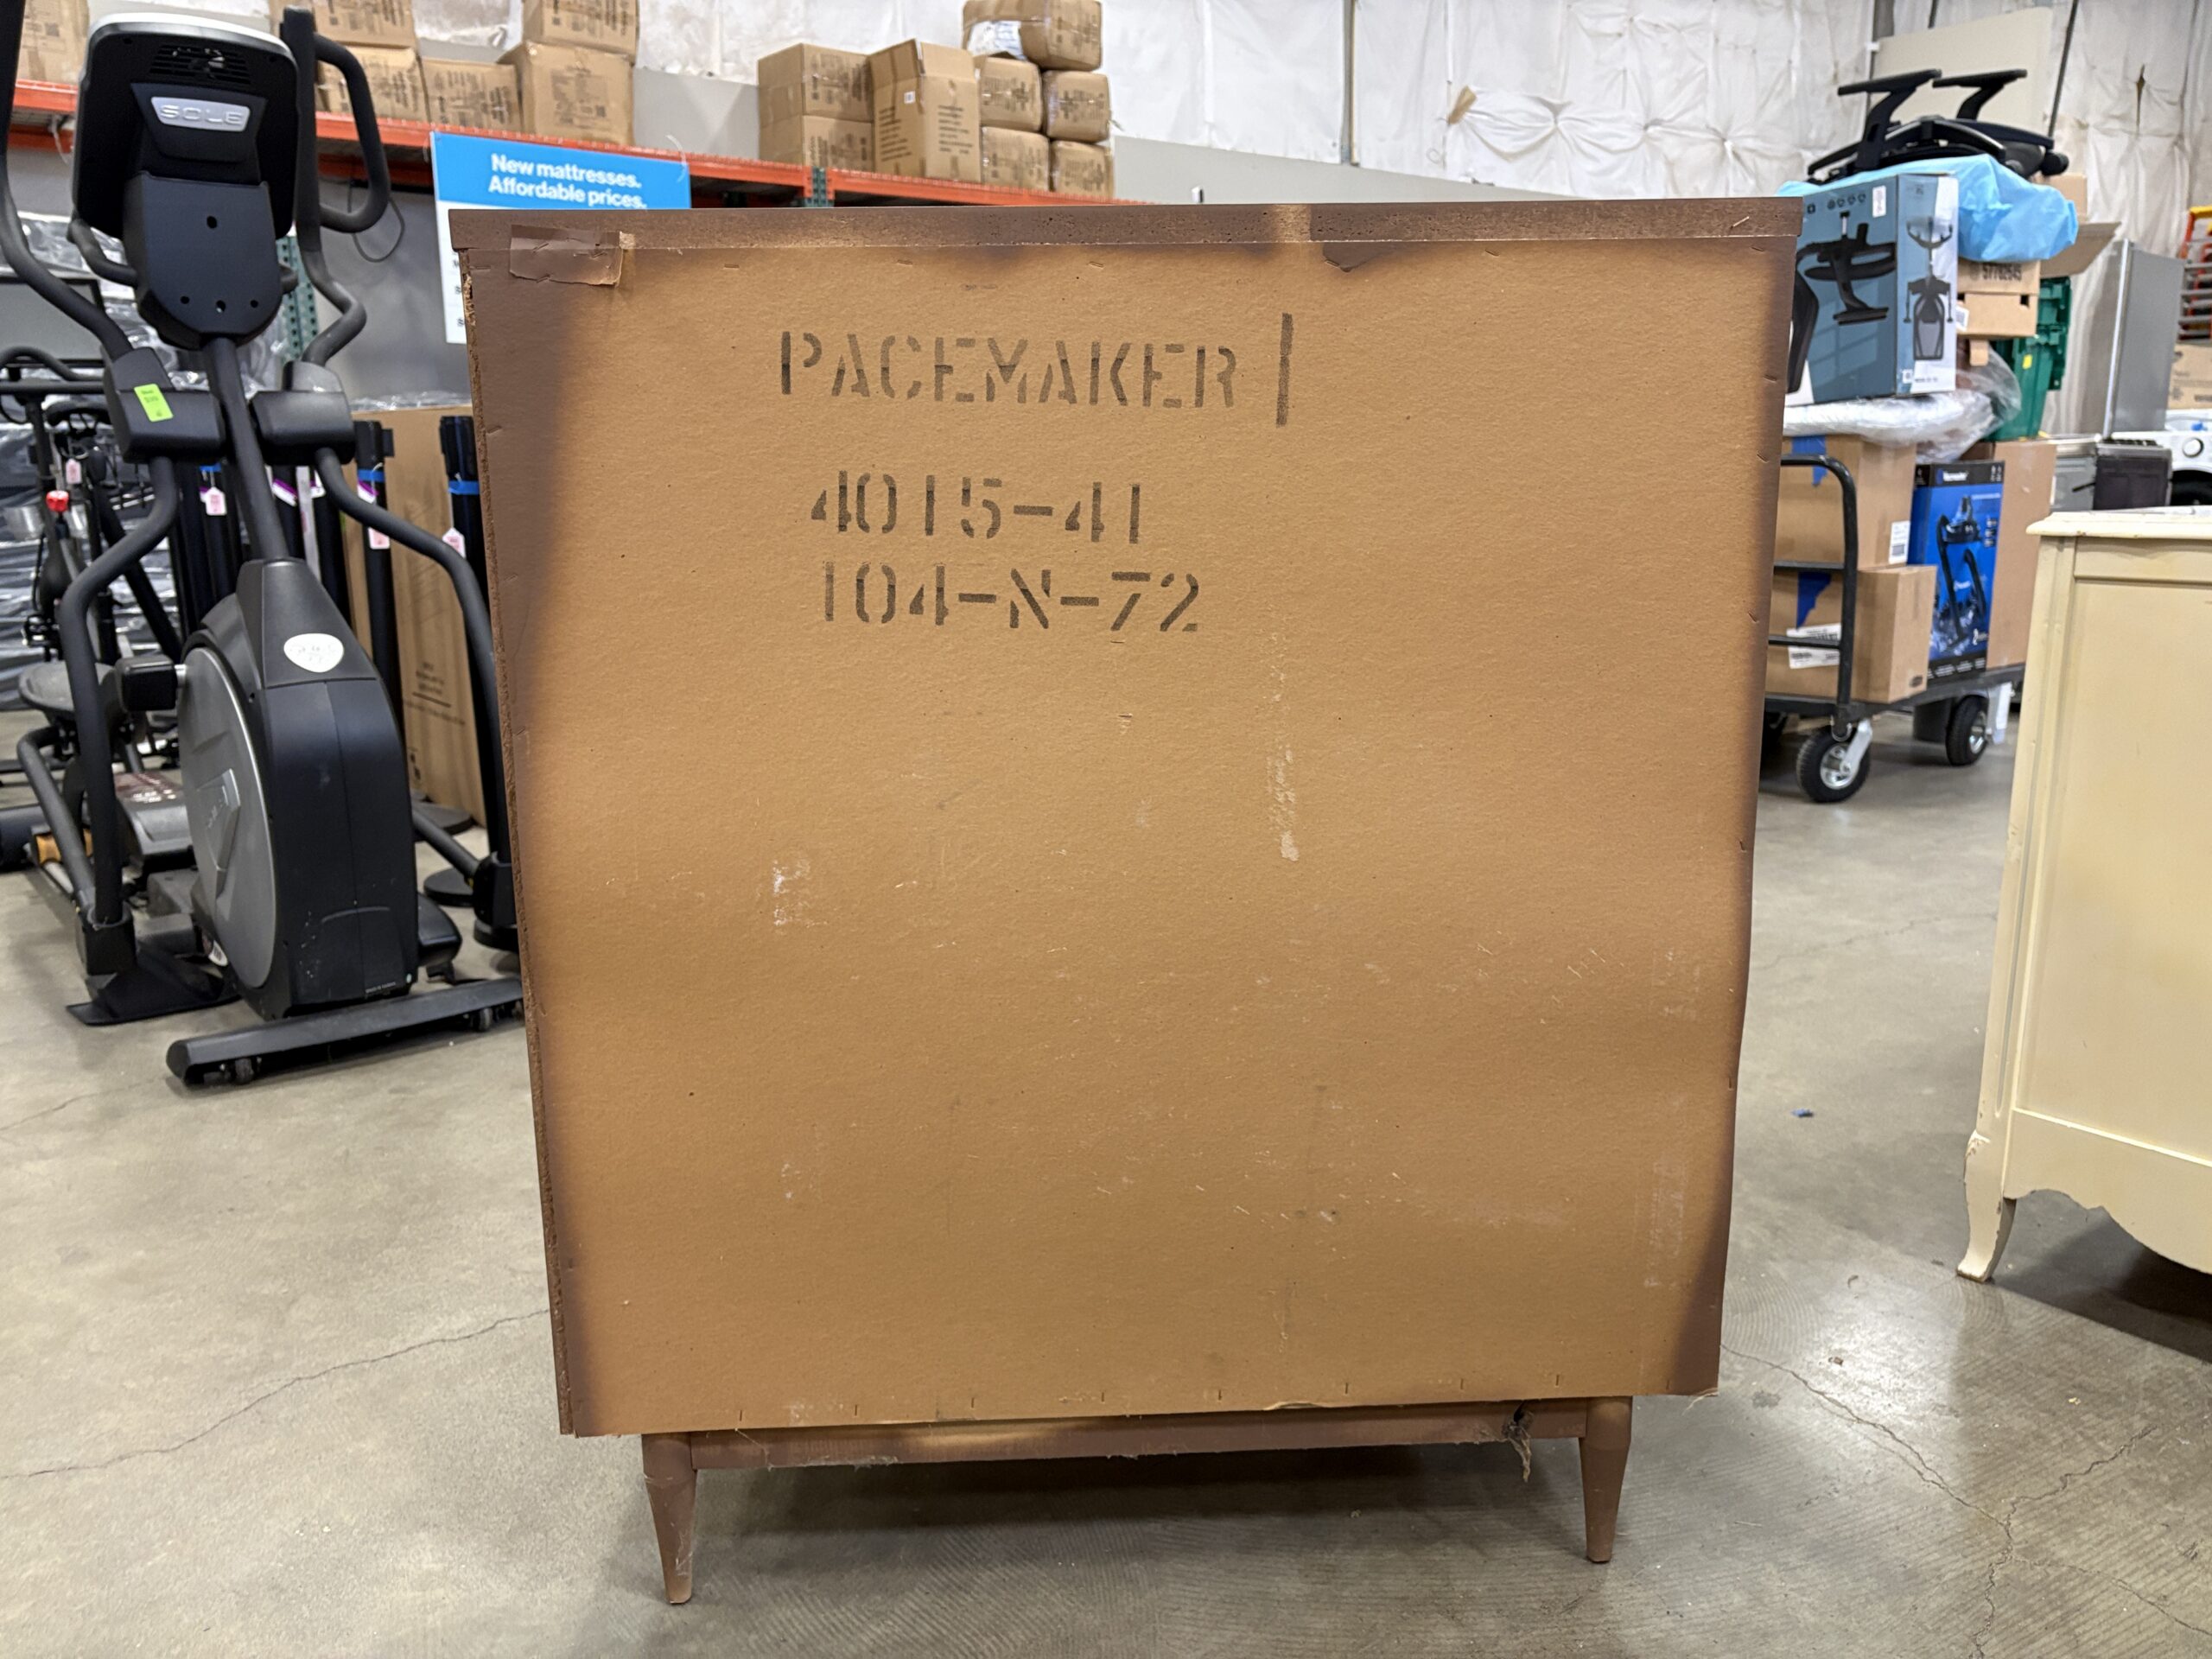 SOLE
New mattresses.
Affordable prices.
PACEMAKER
4015-41
104-N-72